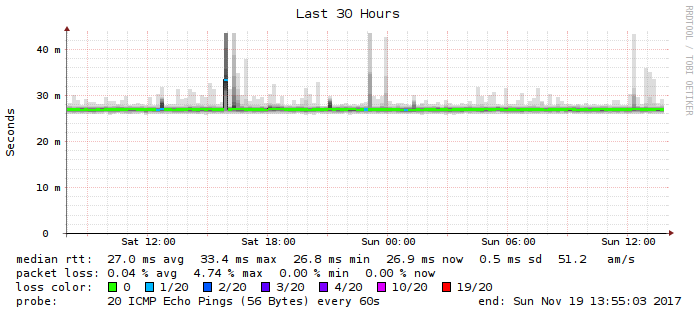 Last 30 Hours
RRDTOOL / TOBI OETIKER
Seconds
40 m
30 m
20 m
10 m
0
Sat 12:00 Sat 18:00 Sun 00:00 Sun 06:00 Sun 12:00
median rtt: 27.0 ms avg 33.4 ms max 26.8 ms min 26.9 ms now 0.5 ms sd 51.2 am/s
packet loss: 0.04 % avg 4.74 % max 0.00 % min 0.00 % now
loss color: 0 1/20 2/20 3/20 4/20 10/20 19/20
probe: 20 ICMP Echo Pings (56 Bytes) every 60s end: Sun Nov 19 13:55:03 2017